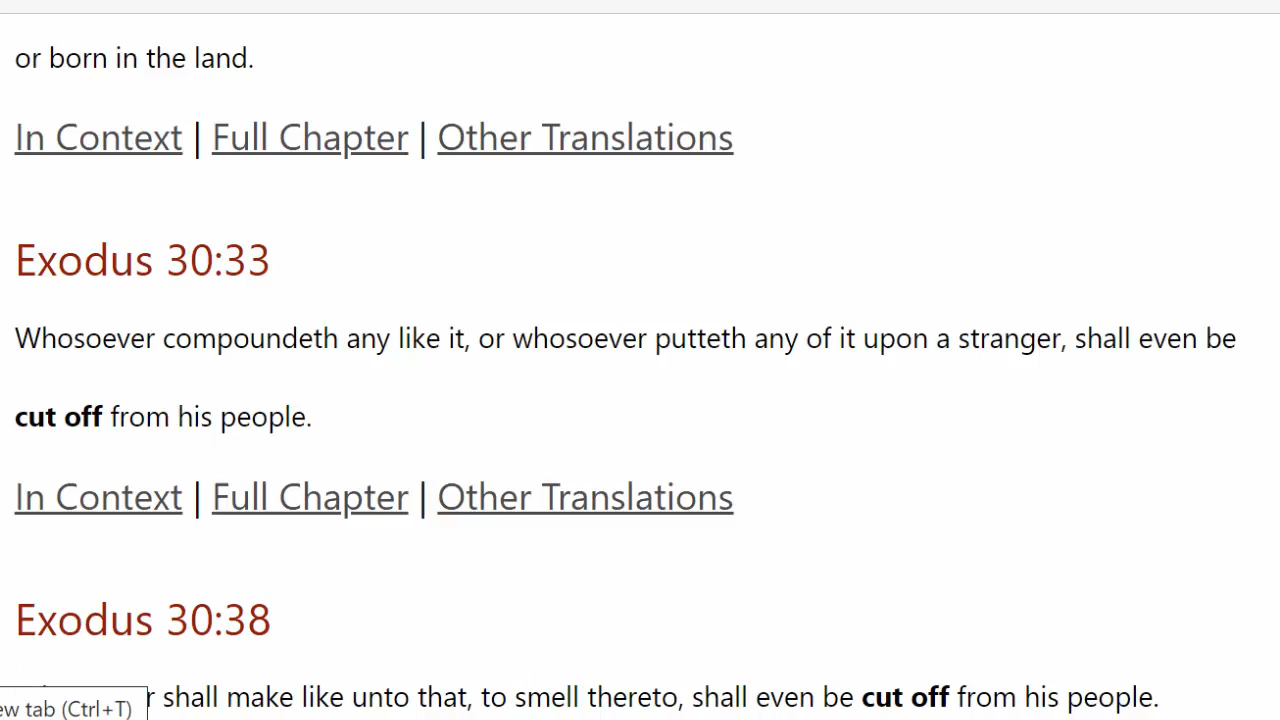 or born in the land.
In Context | Full Chapter | Other Translations
Exodus 30:33
Whosoever compoundeth any like it, or whosoever putteth any of it upon a stranger, shall even be
cut off from his people.
In Context | Full Chapter | Other Translations
Exodus 30:38
shall make like unto that, to smell thereto, shall even be cut off from his people.
tab (Ctrl+T)